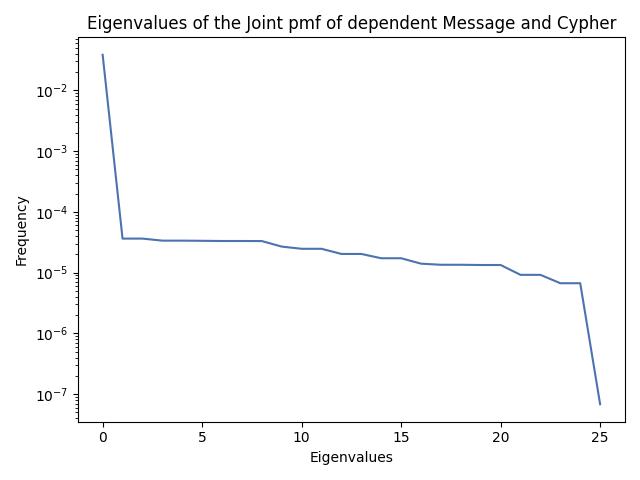 Eigenvalues of the Joint pmf of dependent Message and Cypher
Frequency
10⁻²
10⁻³
10⁻⁴
10⁻⁵
10⁻⁶
10⁻⁷
0 5 10 15 20 25
Eigenvalues